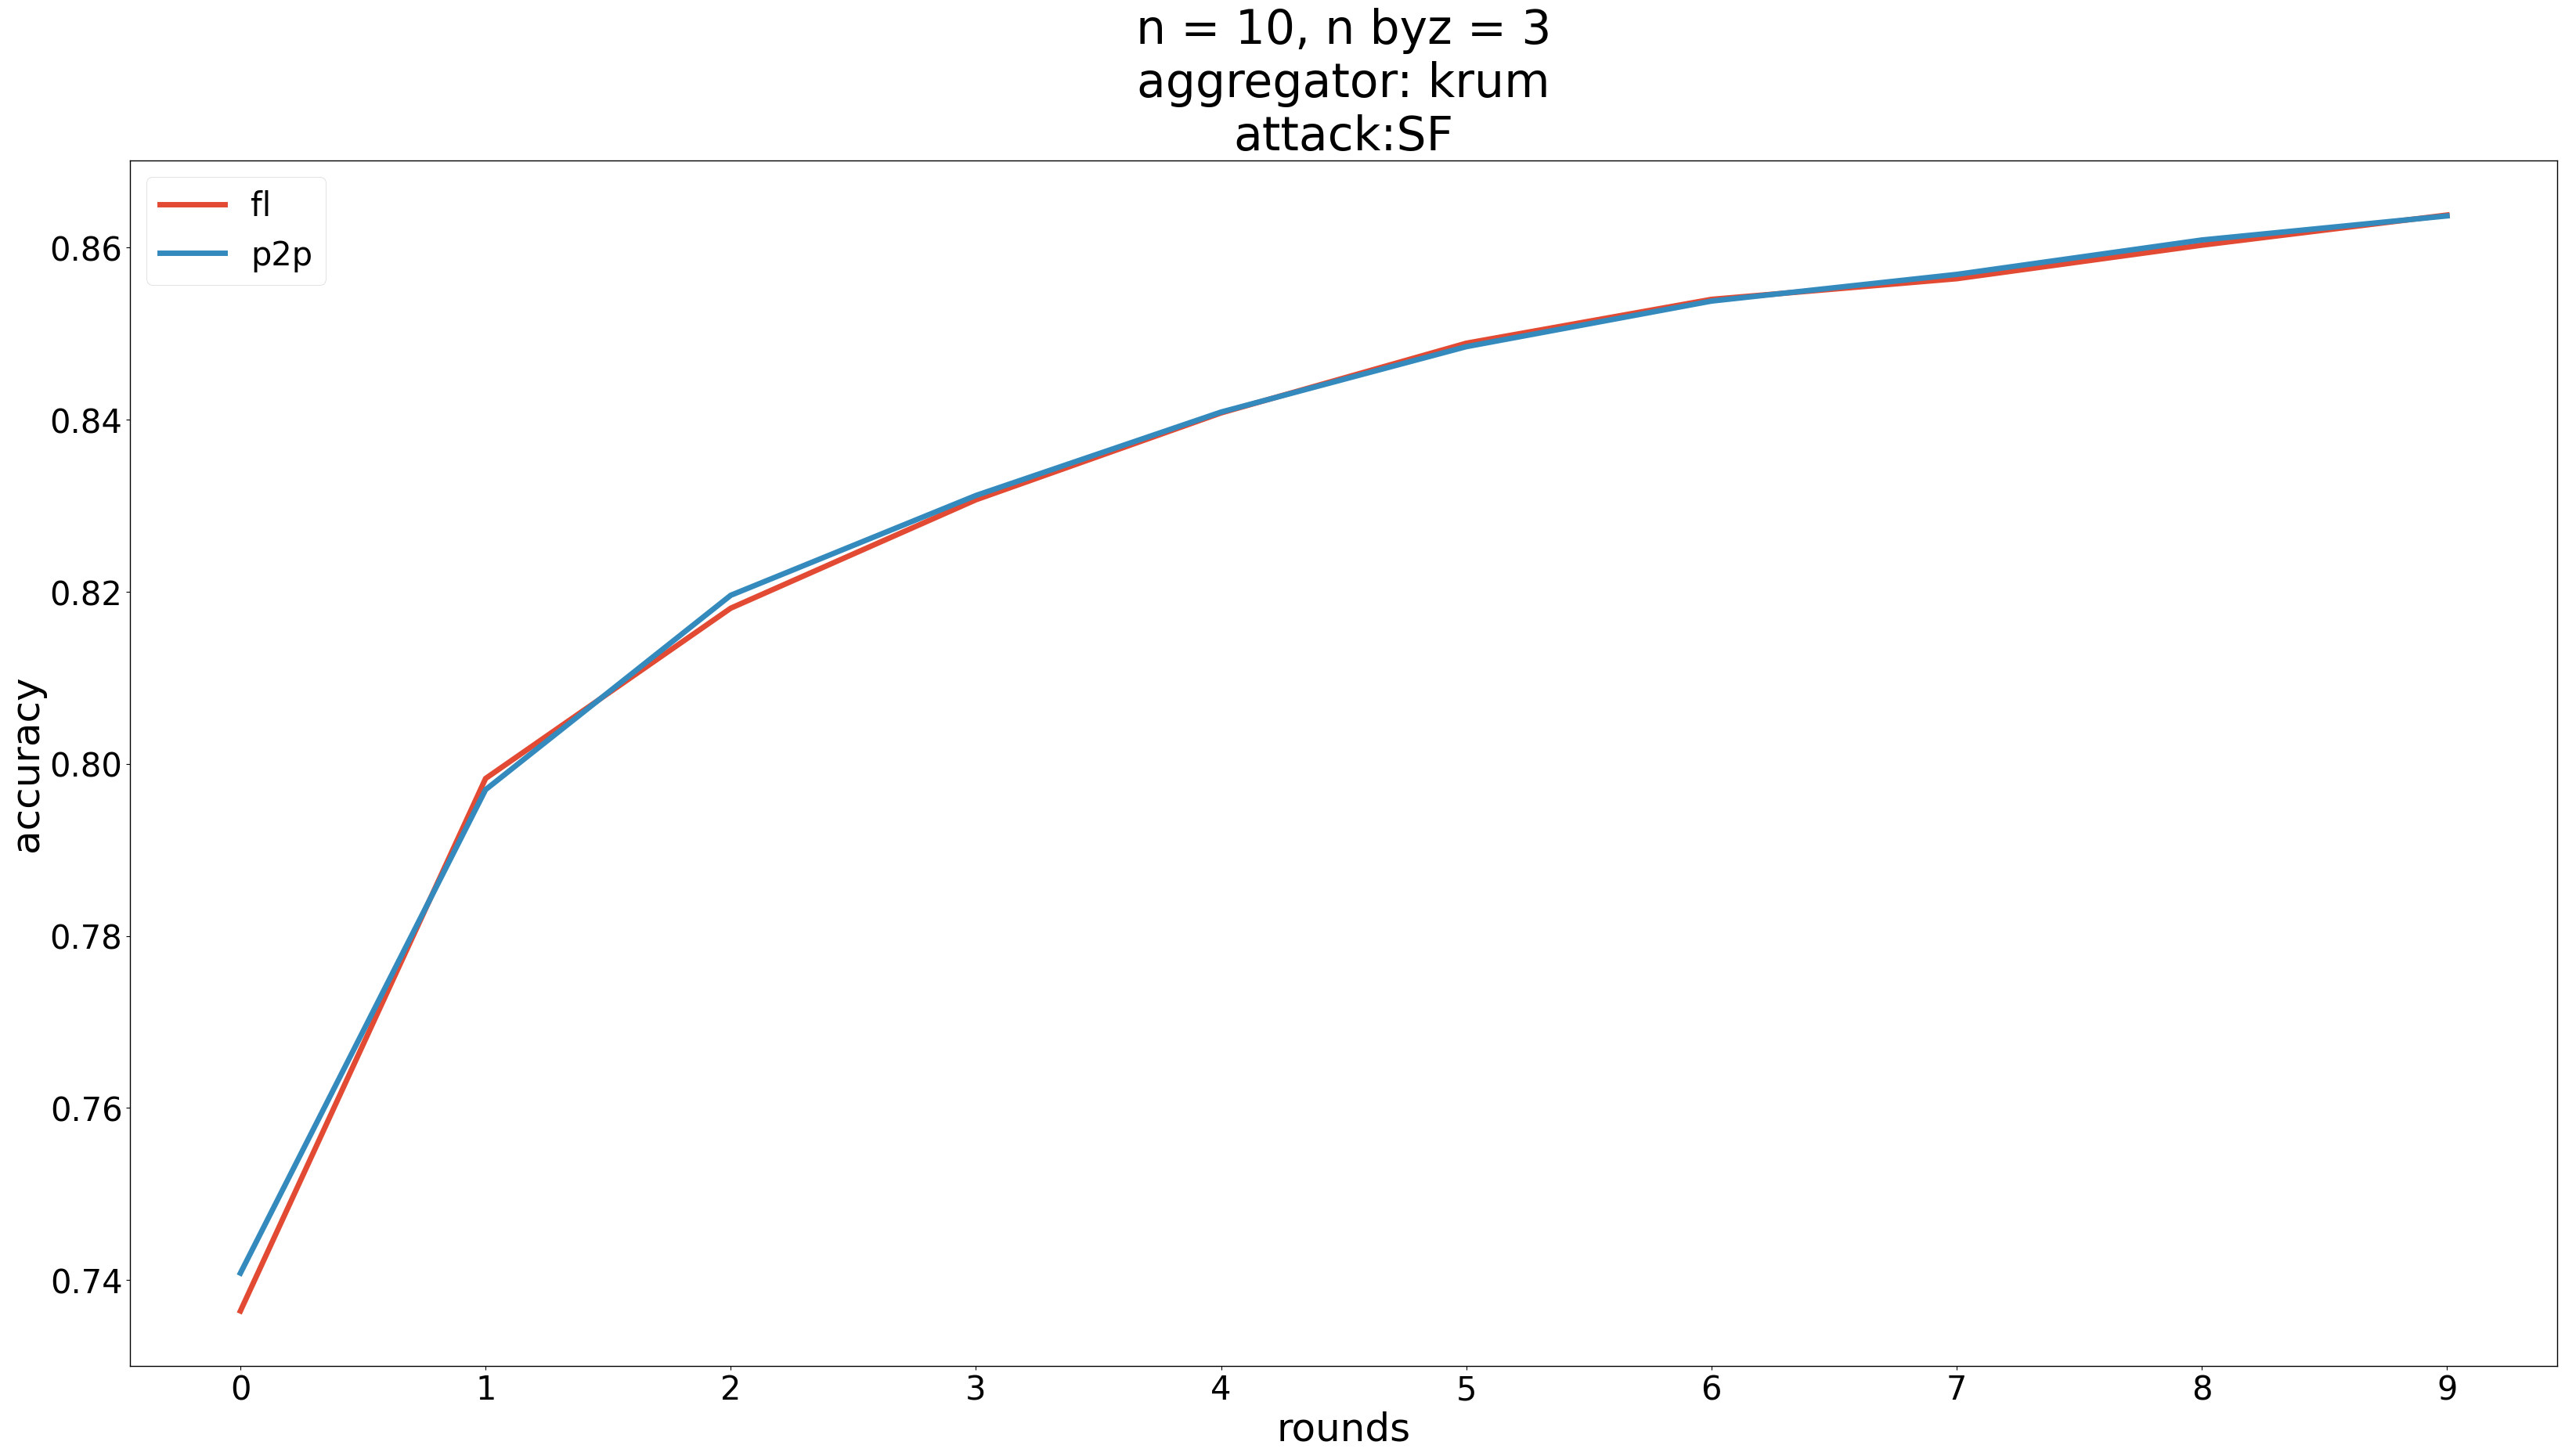 n = 10, n byz = 3
aggregator: krum
attack:SF
fl
p2p
0.86
0.84
0.82
0.80
0.78
0.76
0.74
accuracy
0 1 2 3 4 5 6 7 8 9
rounds